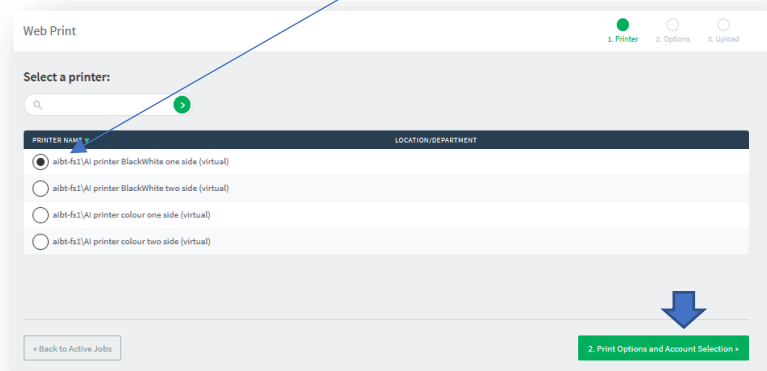 Web Print
1. Printer 2. Options 3. Upload
Select a printer:
PRINTER NAME LOCATION/DEPARTMENT
aibt-fs1\AI printer BlackWhite one side (virtual)
aibt-fs1\AI printer BlackWhite two side (virtual)
aibt-fs1\AI printer colour one side (virtual)
aibt-fs1\AI printer colour two side (virtual)
« Back to Active Jobs
2. Print Options and Account Selection »